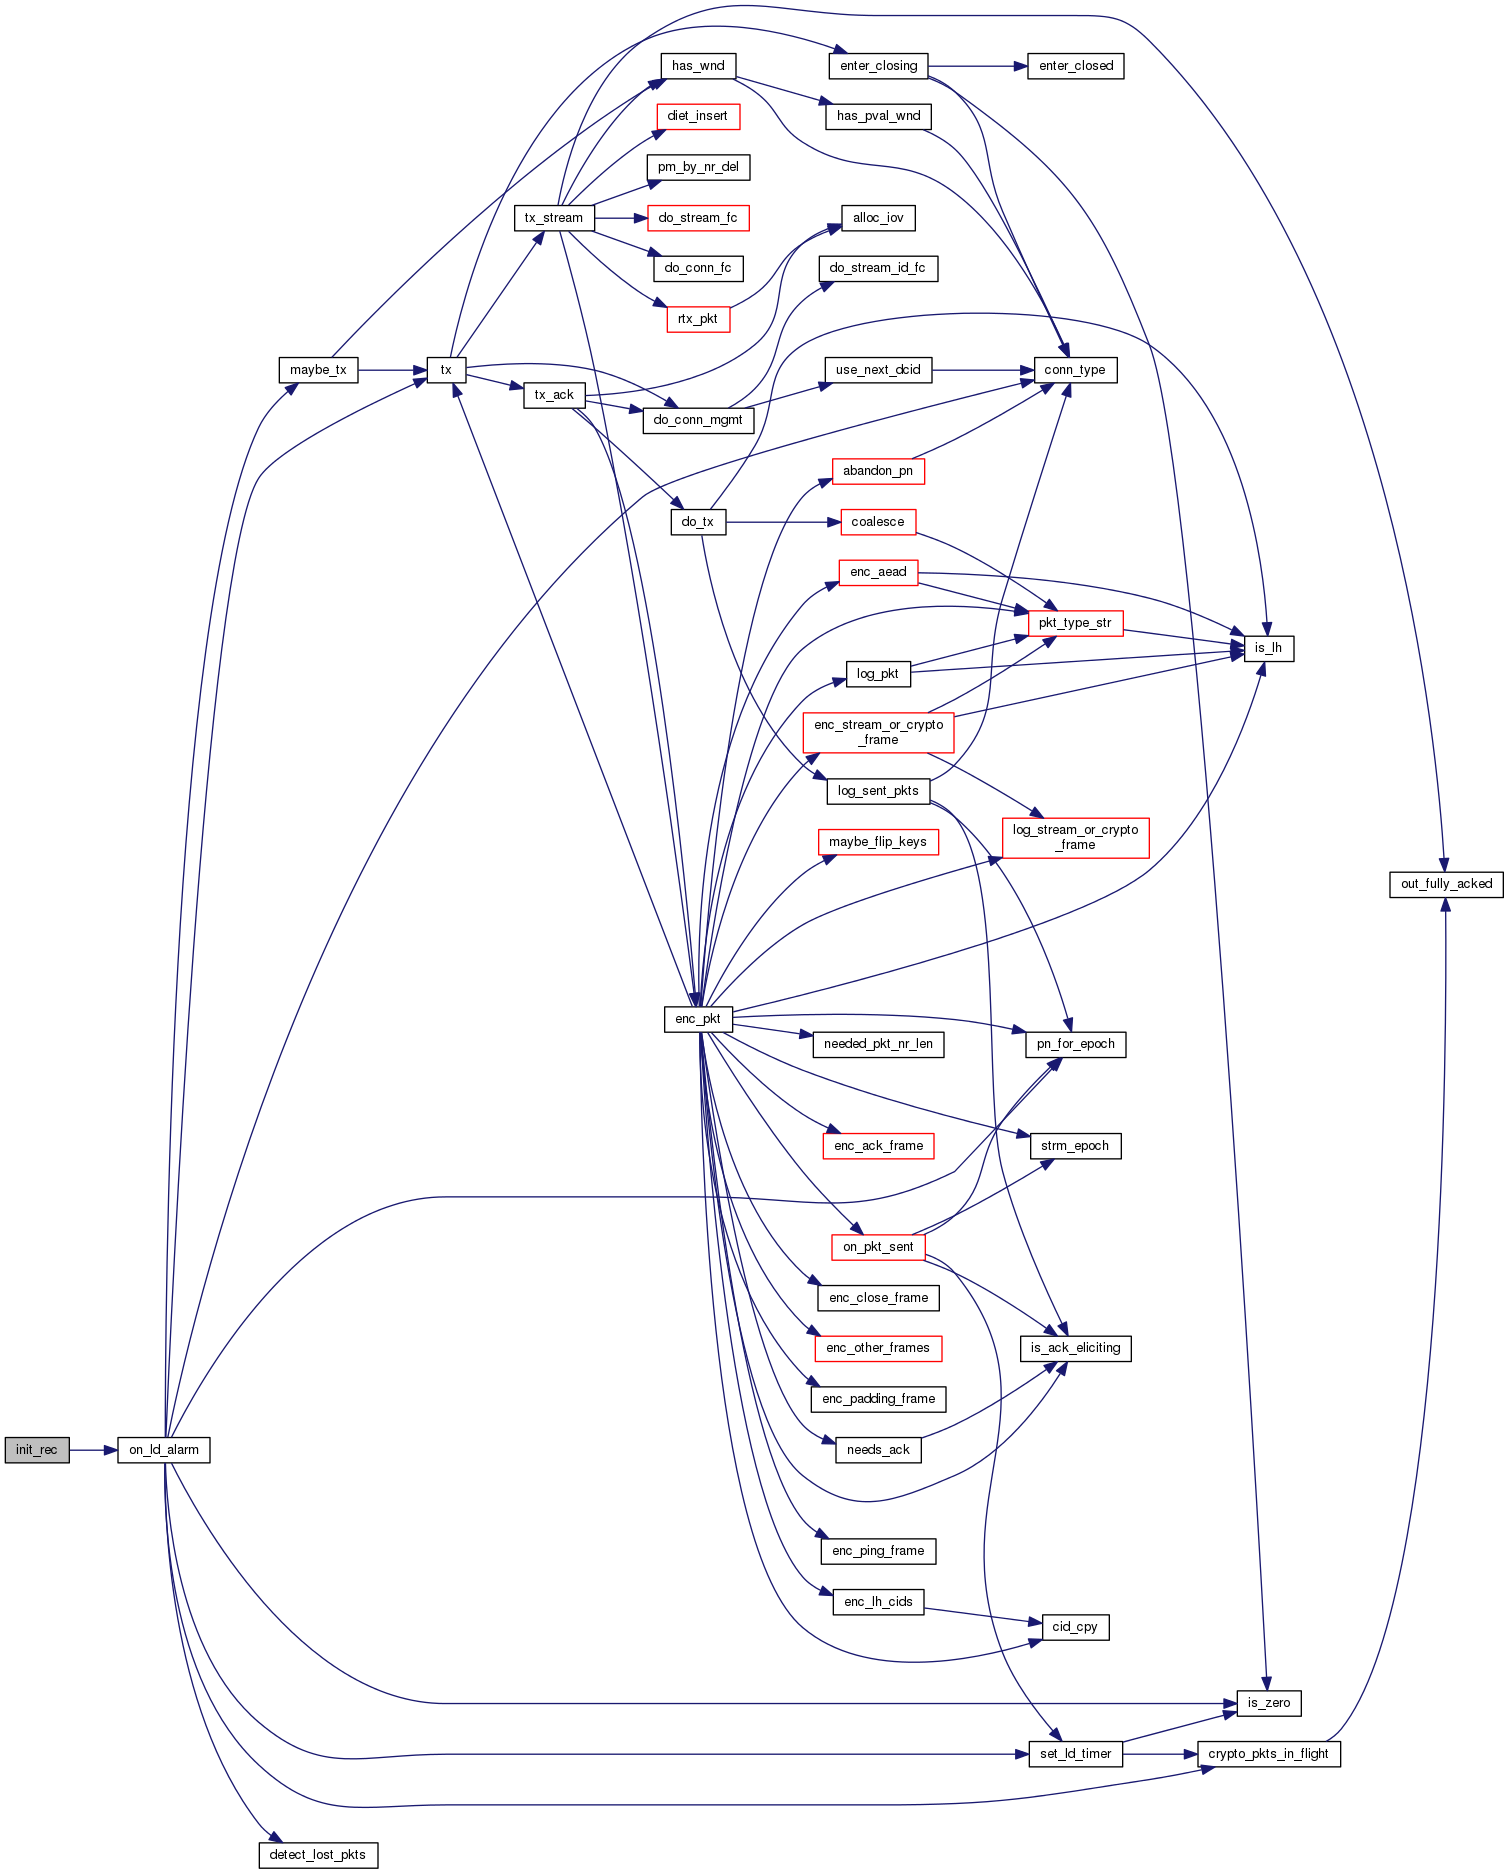 has_wnd
enter_closing
enter_closed
diet_insert
has_pval_wnd
pm_by_nr_del
tx_stream
do_stream_fc
alloc_iov
do_conn_fc
do_stream_id_fc
rtx_pkt
maybe_tx
tx
use_next_dcid
conn_type
tx_ack
do_conn_mgmt
abandon_pn
do_tx
coalesce
enc_aead
pkt_type_str
is_lh
log_pkt
enc_stream_or_crypto
_frame
log_sent_pkts
maybe_flip_keys
log_stream_or_crypto
_frame
out_fully_acked
enc_pkt
needed_pkt_nr_len
pn_for_epoch
enc_ack_frame
strm_epoch
on_pkt_sent
enc_close_frame
enc_other_frames
is_ack_eliciting
enc_padding_frame
init_rec
on_ld_alarm
needs_ack
enc_ping_frame
enc_lh_cids
cid_cpy
is_zero
set_ld_timer
crypto_pkts_in_flight
detect_lost_pkts